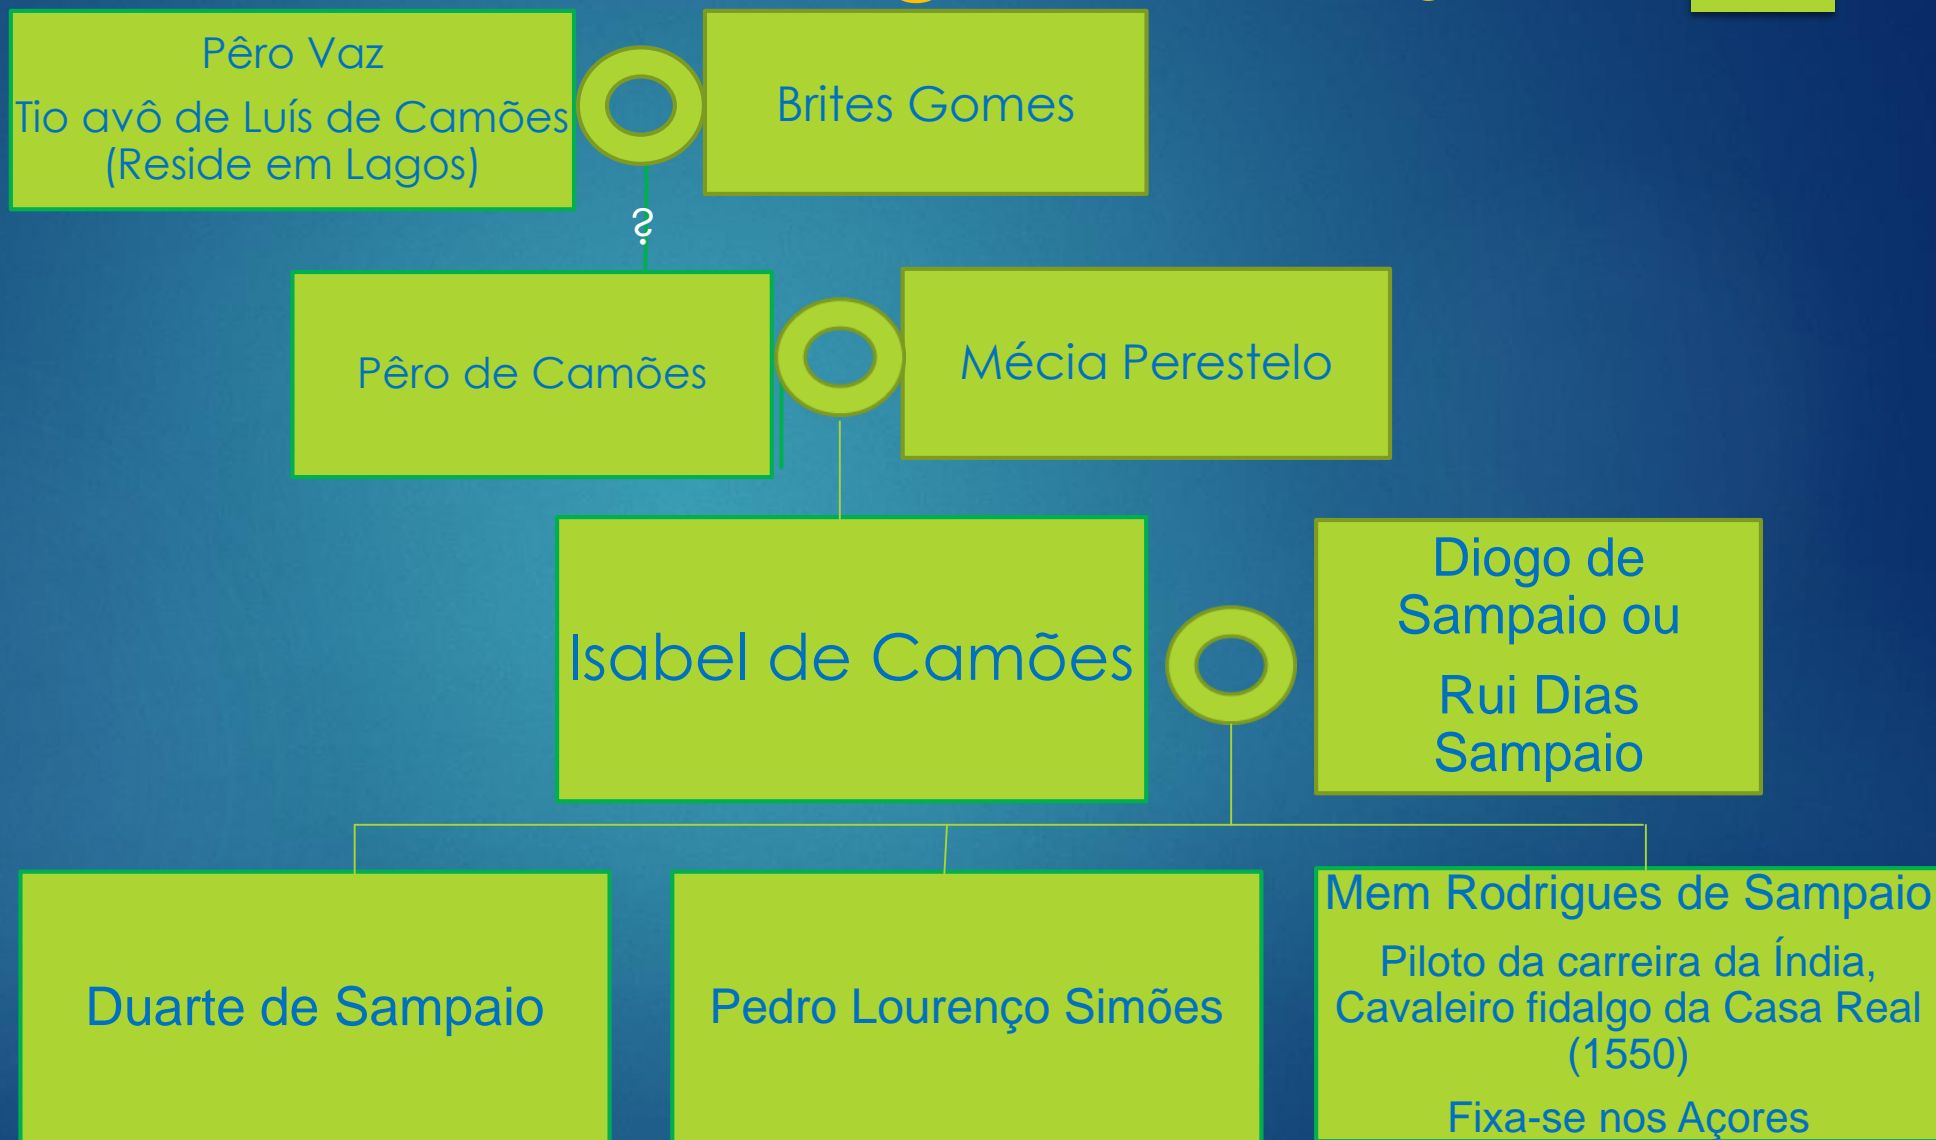 Pêro Vaz
Tio avô de Luís de Camões
(Reside em Lagos)
Brites Gomes
?
Pêro de Camões
Mécia Perestelo
Isabel de Camões
Diogo de
Sampaio ou
Rui Dias
Sampaio
Duarte de Sampaio
Pedro Lourenço Simões
Mem Rodrigues de Sampaio
Piloto da carreira da Índia,
Cavaleiro fidalgo da Casa Real
(1550)
Fixa-se nos Açores